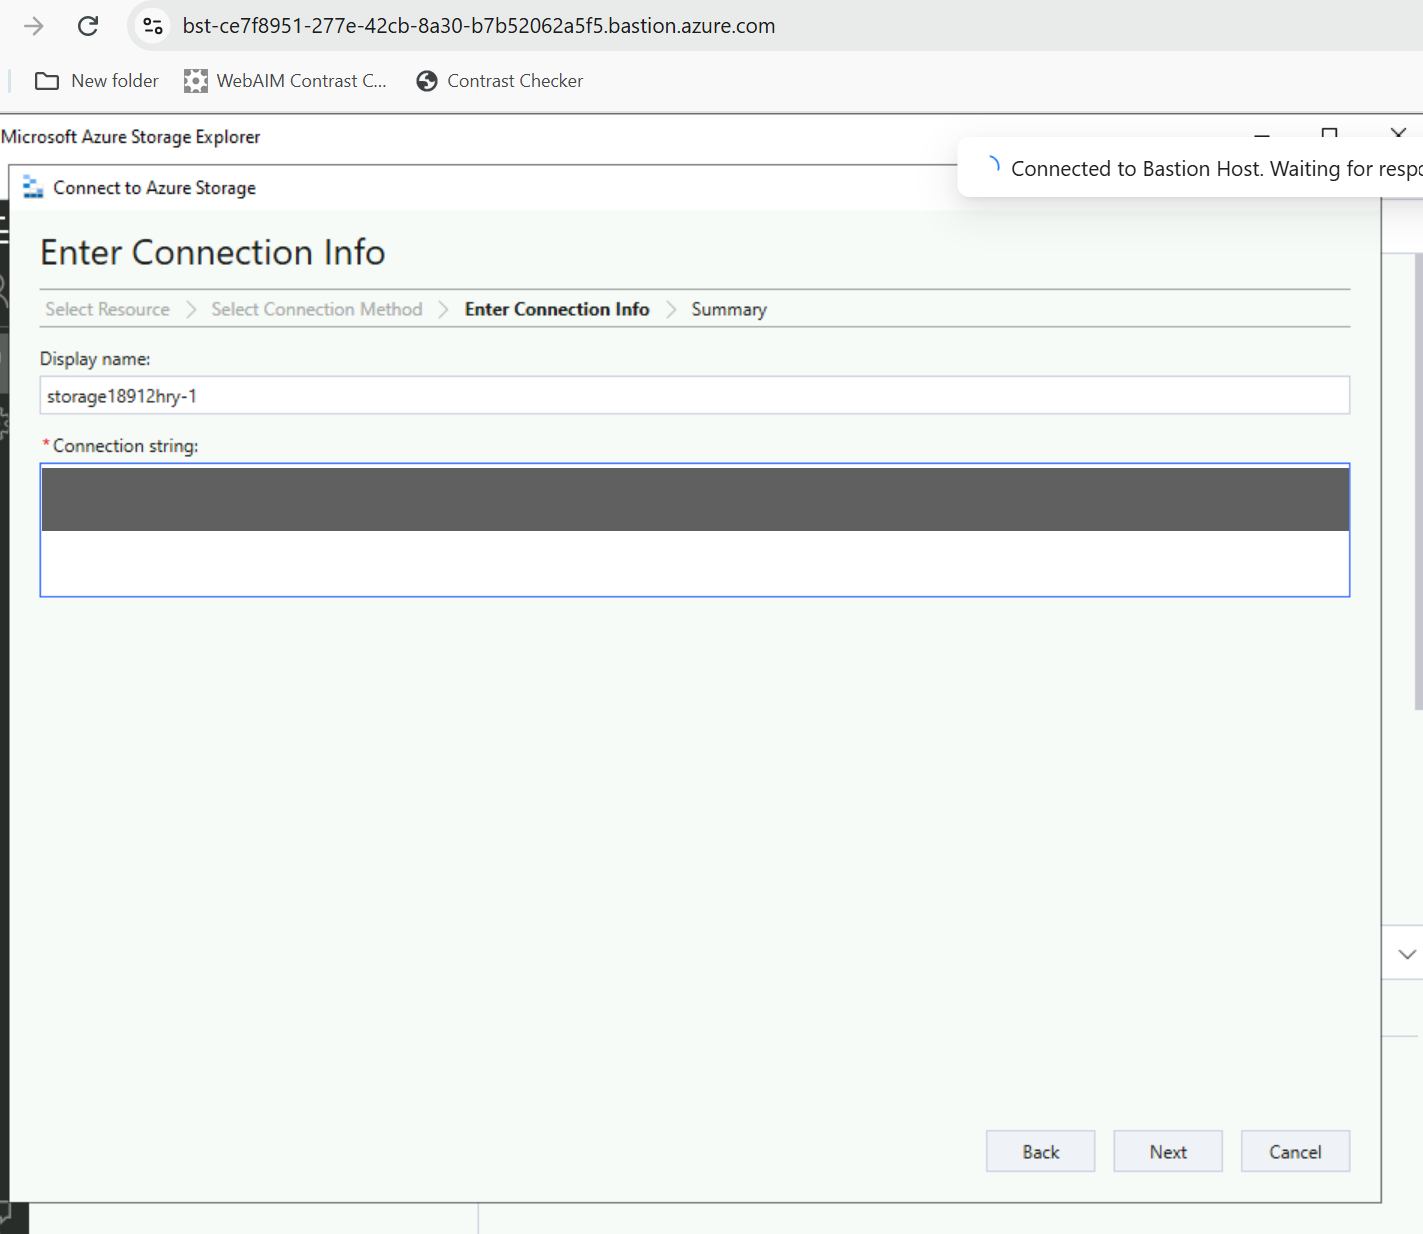 bst-ce7f8951-277e-42cb-8a30-b7b52062a5f5.bastion.azure.com
New folder
WebAIM Contrast C...
Contrast Checker
Microsoft Azure Storage Explorer
Connected to Bastion Host. Waiting for
Connect to Azure Storage
Enter Connection Info
Select Resource
Select Connection Method
Enter Connection Info
Summary
Display name:
storage18912hry-1
* Connection string:
Back
Next
Cancel